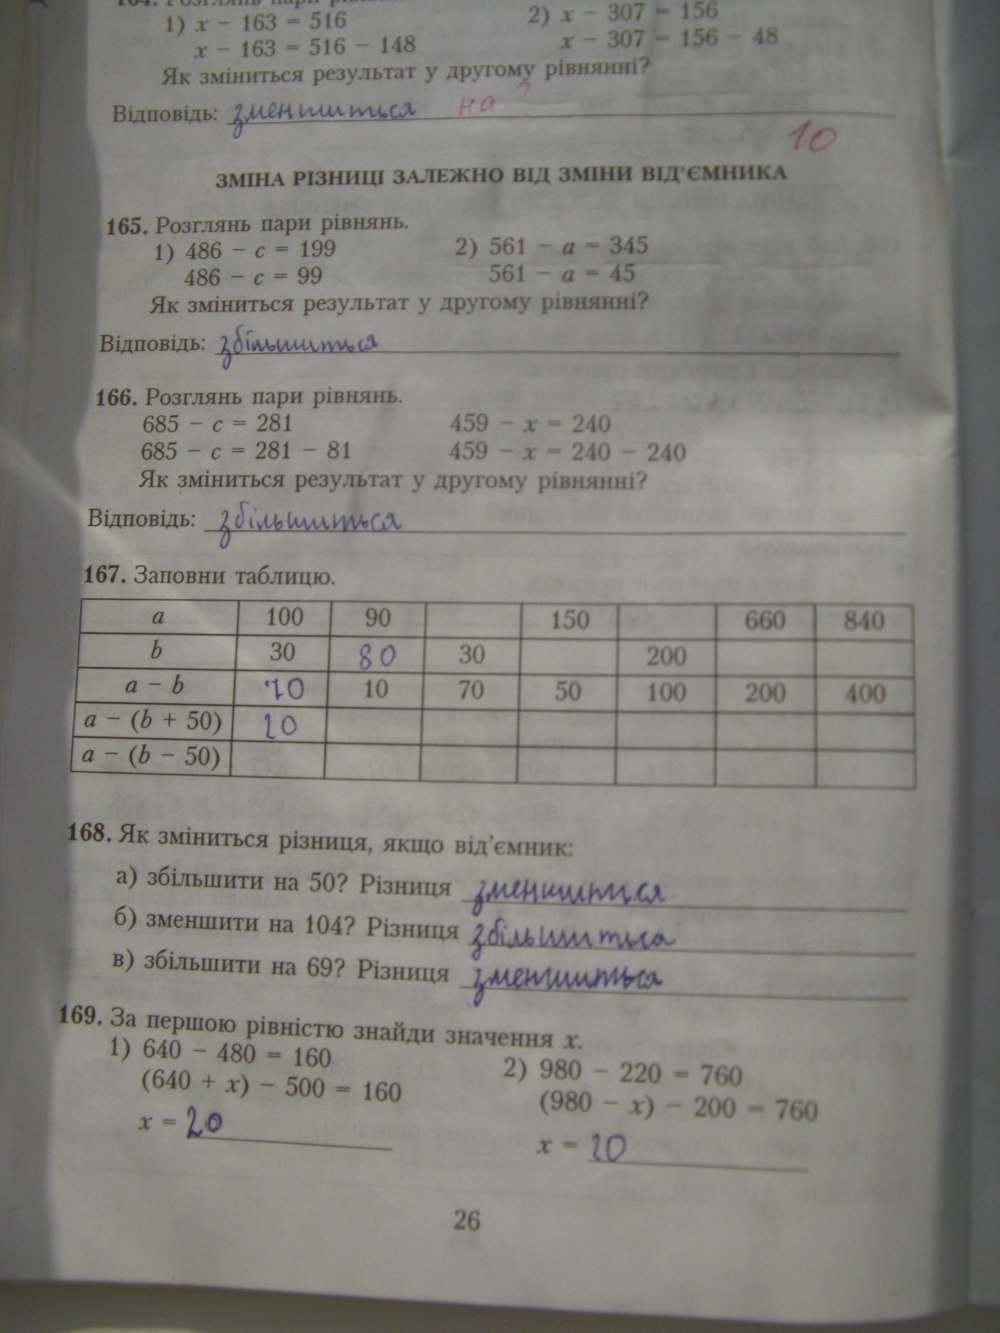 164. Розглянь пари рівнянь.
1) x − 163 = 516 2) x − 307 = 156
x − 163 = 516 − 148 x − 307 = 156 − 48
Як зміниться результат у другому рівнянні?
Відповідь: зменшиться на?
10
ЗМІНА РІЗНИЦІ ЗАЛЕЖНО ВІД ЗМІНИ ВІД'ЄМНИКА
165. Розглянь пари рівнянь.
1) 486 − c = 199 2) 561 − a = 345
486 − c = 99 561 − a = 45
Як зміниться результат у другому рівнянні?
Відповідь: збільшиться
166. Розглянь пари рівнянь.
685 − c = 281 459 − x = 240
685 − c = 281 − 81 459 − x = 240 − 240
Як зміниться результат у другому рівнянні?
Відповідь: збільшиться
167. Заповни таблицю.
a 100 90 150 660 840
b 30 80 30 200
a − b 70 10 70 50 100 200 400
a − (b + 50) 20
a − (b − 50)
168. Як зміниться різниця, якщо від'ємник:
а) збільшити на 50? Різниця зменшиться
б) зменшити на 104? Різниця збільшиться
в) збільшити на 69? Різниця зменшиться
169. За першою рівністю знайди значення x.
1) 640 − 480 = 160 2) 980 − 220 = 760
(640 + x) − 500 = 160 (980 − x) − 200 = 760
x = 20 x = 20
26